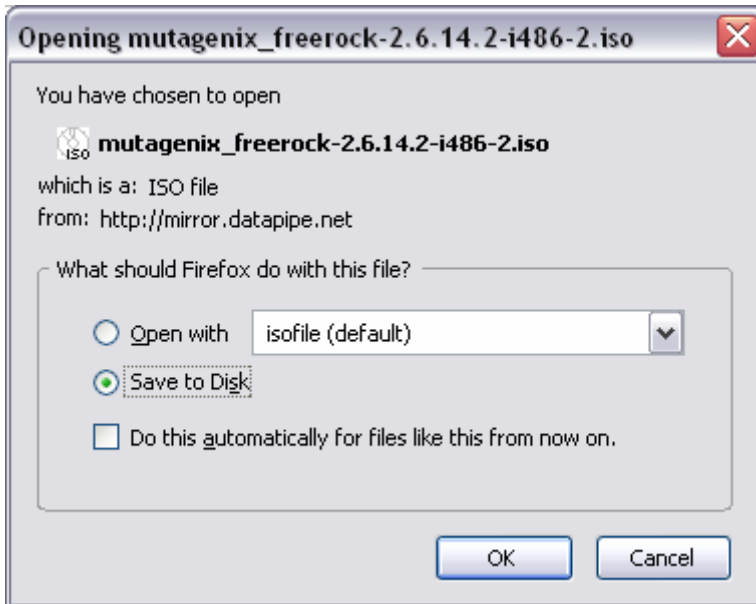 Opening mutagenix_freerock-2.6.14.2-i486-2.iso
You have chosen to open
ISO
mutagenix_freerock-2.6.14.2-i486-2.iso
which is a: ISO file
from: http://mirror.datapipe.net
What should Firefox do with this file?
Open with isofile (default)
Save to Disk
Do this automatically for files like this from now on.
OK Cancel